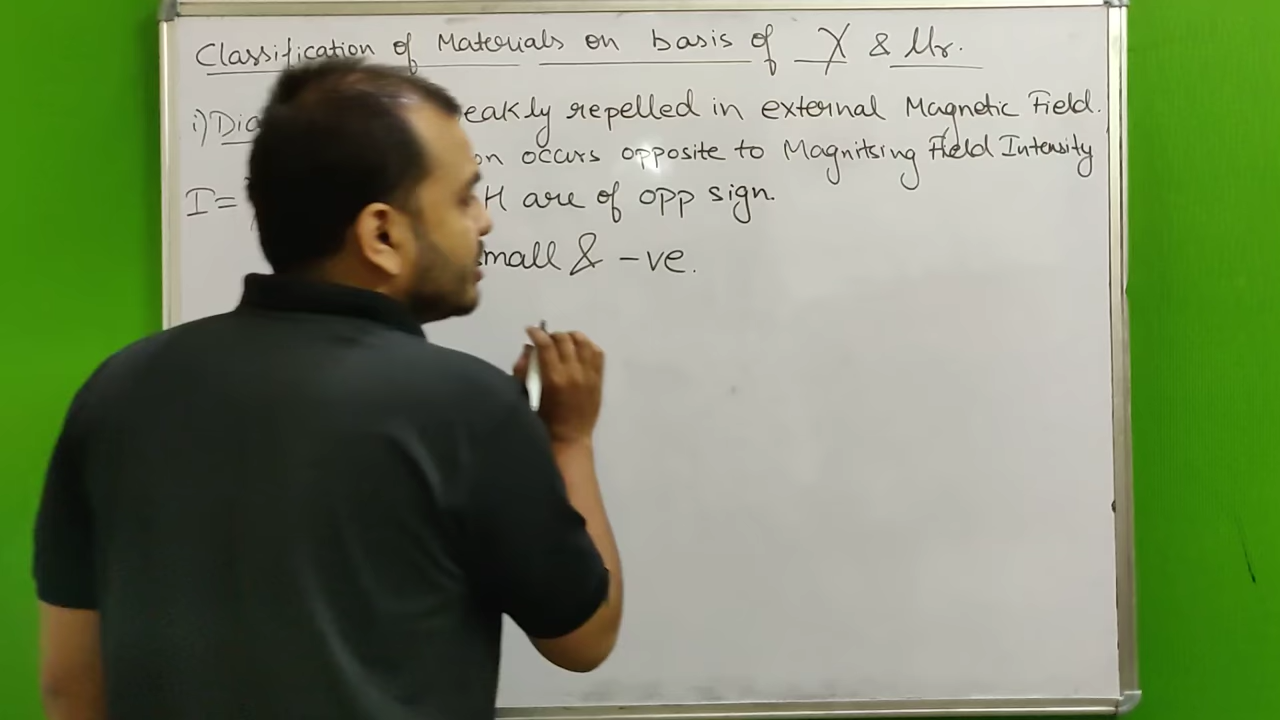 Classification of Materials on basis of χ & μr.
i) Dia eakly repelled in external Magnetic Field.
on occurs opposite to Magnitsing Field Intensity
I = H are of opp sign.
small & -ve.